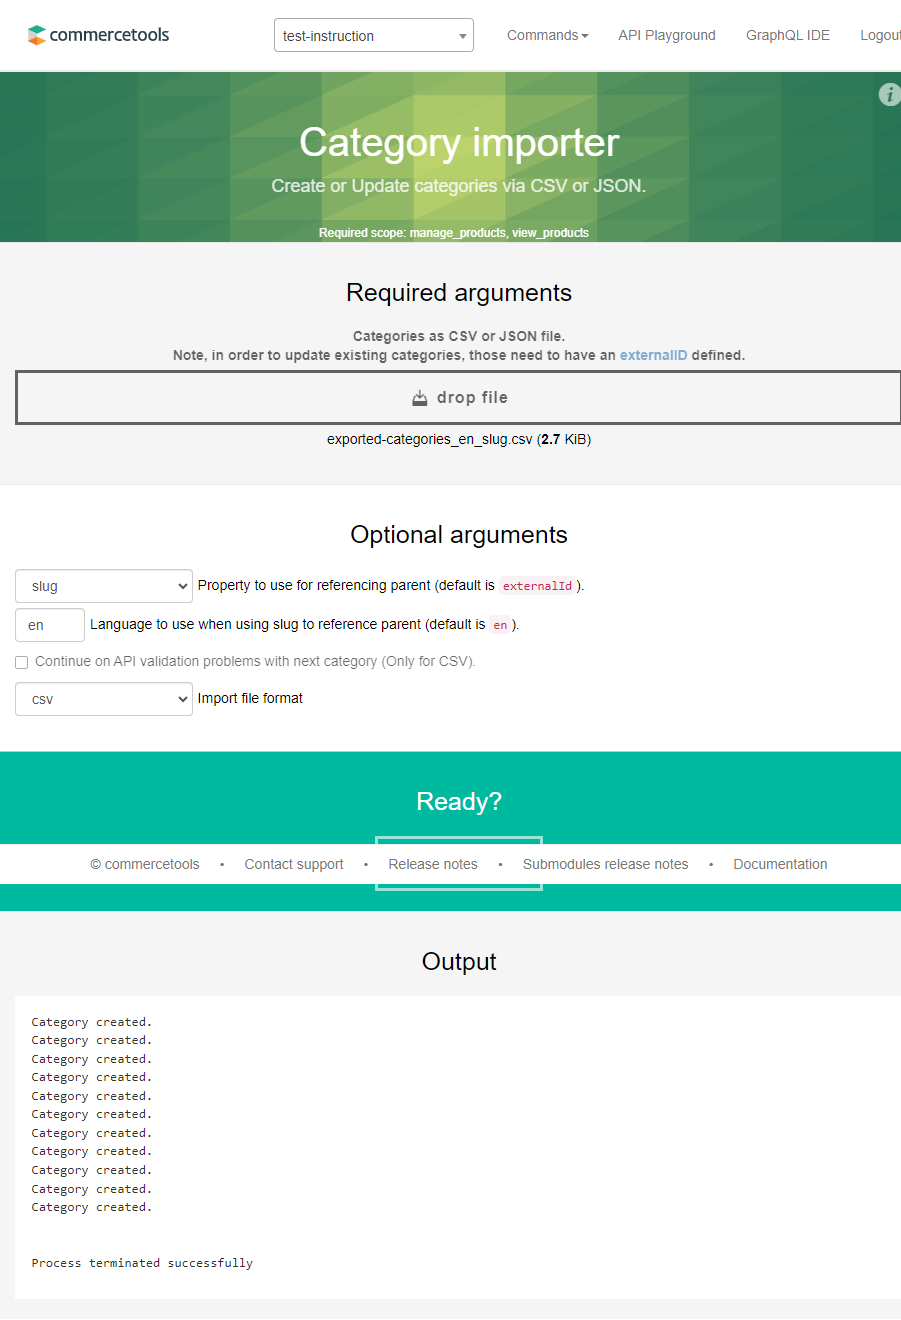 commercetools
test-instruction
Commands
API Playground
GraphQL IDE
Logout
Category importer
Create or Update categories via CSV or JSON.
Required scope: manage_products, view_products
Required arguments
Categories as CSV or JSON file.
Note, in order to update existing categories, those need to have an externalID defined.
drop file
exported-categories_en_slug.csv (2.7 KiB)
Optional arguments
slug Property to use for referencing parent (default is externalId ).
en Language to use when using slug to reference parent (default is en ).
Continue on API validation problems with next category (Only for CSV).
csv Import file format
Ready?
© commercetools • Contact support • Release notes • Submodules release notes • Documentation
Output
Category created.
Category created.
Category created.
Category created.
Category created.
Category created.
Category created.
Category created.
Category created.
Category created.
Category created.
Process terminated successfully